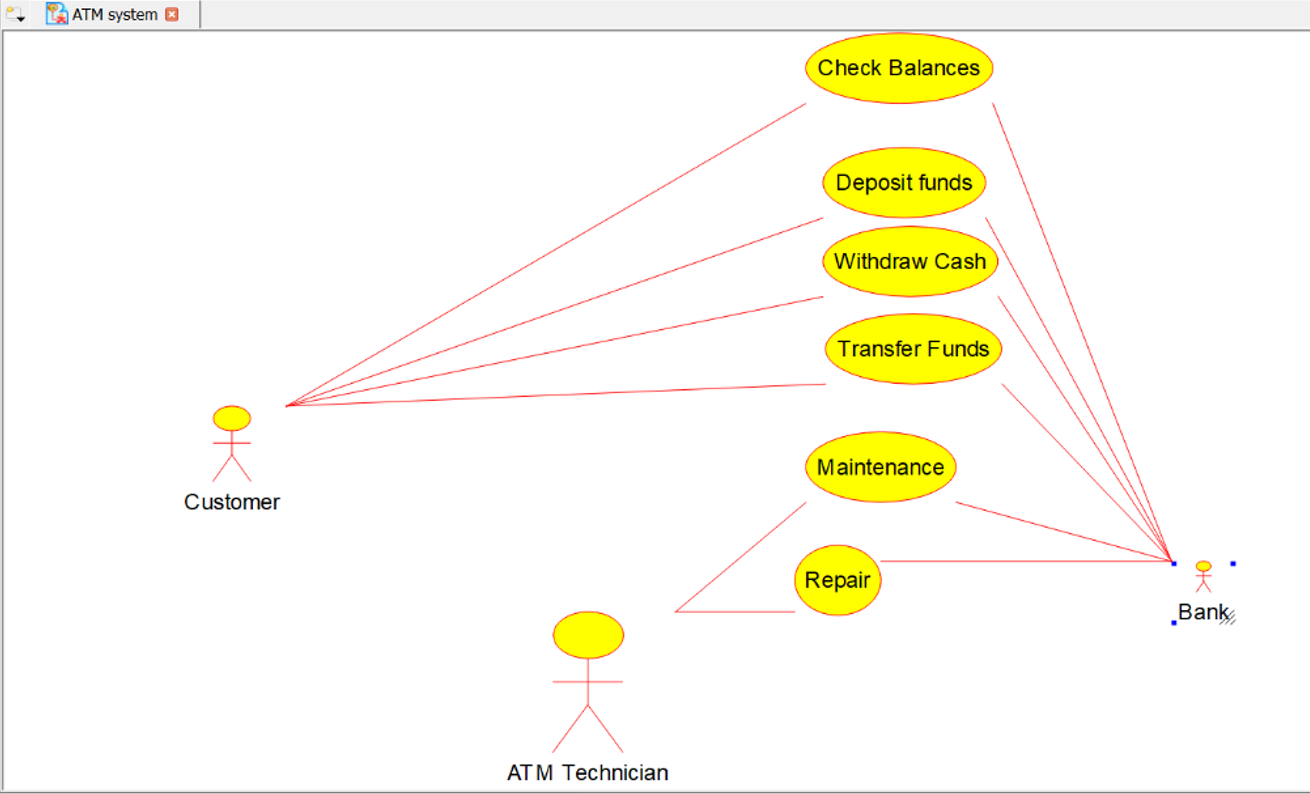 ATM system
Check Balances
Deposit funds
Withdraw Cash
Transfer Funds
Customer
Maintenance
Repair
Bank
ATM Technician